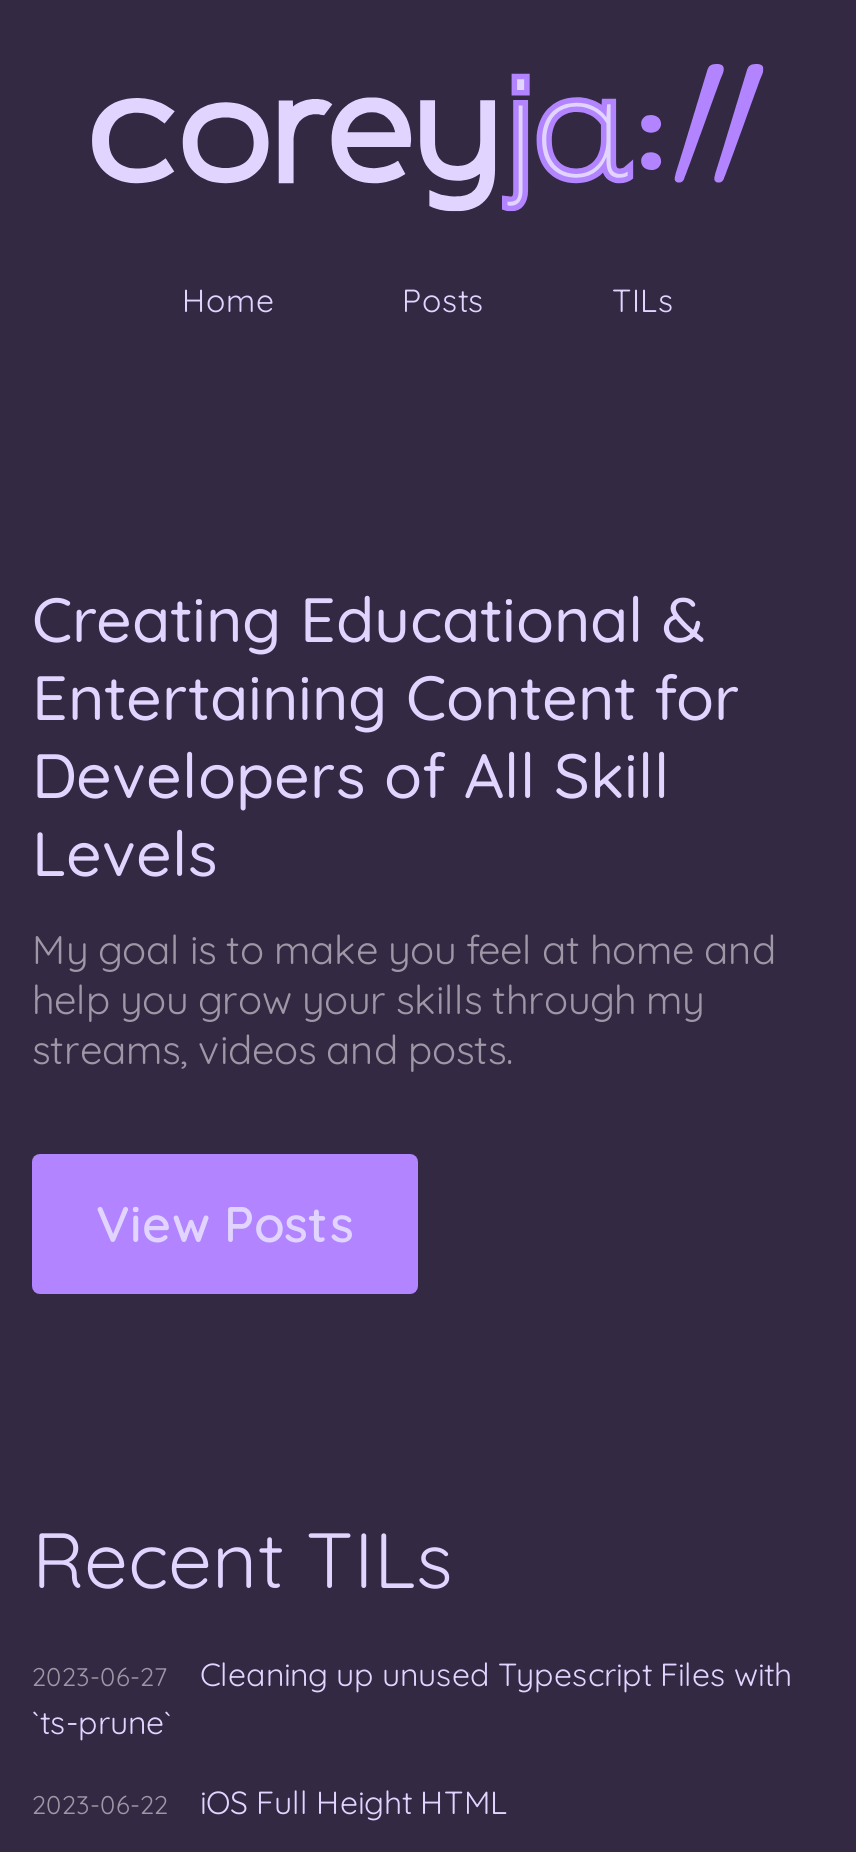 coreyja://
Home Posts TILs
Creating Educational &
Entertaining Content for
Developers of All Skill
Levels
My goal is to make you feel at home and
help you grow your skills through my
streams, videos and posts.
View Posts
Recent TILs
2023-06-27 Cleaning up unused Typescript Files with
`ts-prune`
2023-06-22 iOS Full Height HTML